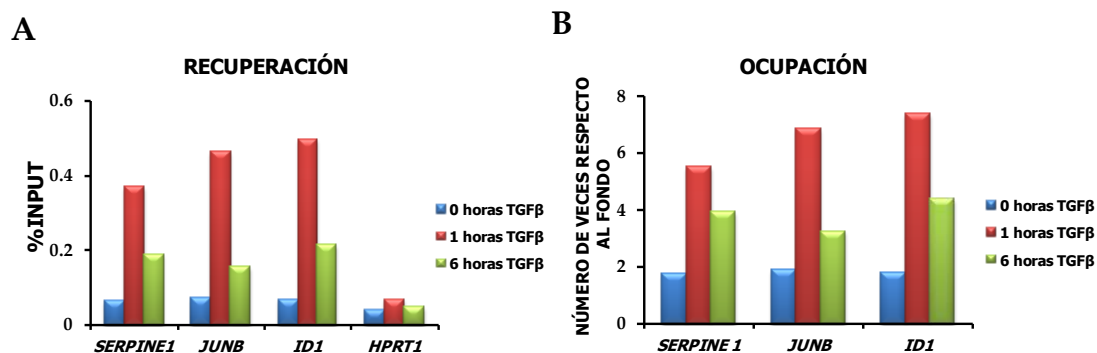 A
RECUPERACIÓN
%INPUT
0.6
0.4
0.2
0
SERPINE1 JUNB ID1 HPRT1
0 horas TGFβ
1 horas TGFβ
6 horas TGFβ
B
OCUPACIÓN
NÚMERO DE VECES RESPECTO
AL FONDO
8
6
4
2
0
SERPINE 1 JUNB ID1
0 horas TGFβ
1 horas TGFβ
6 horas TGFβ